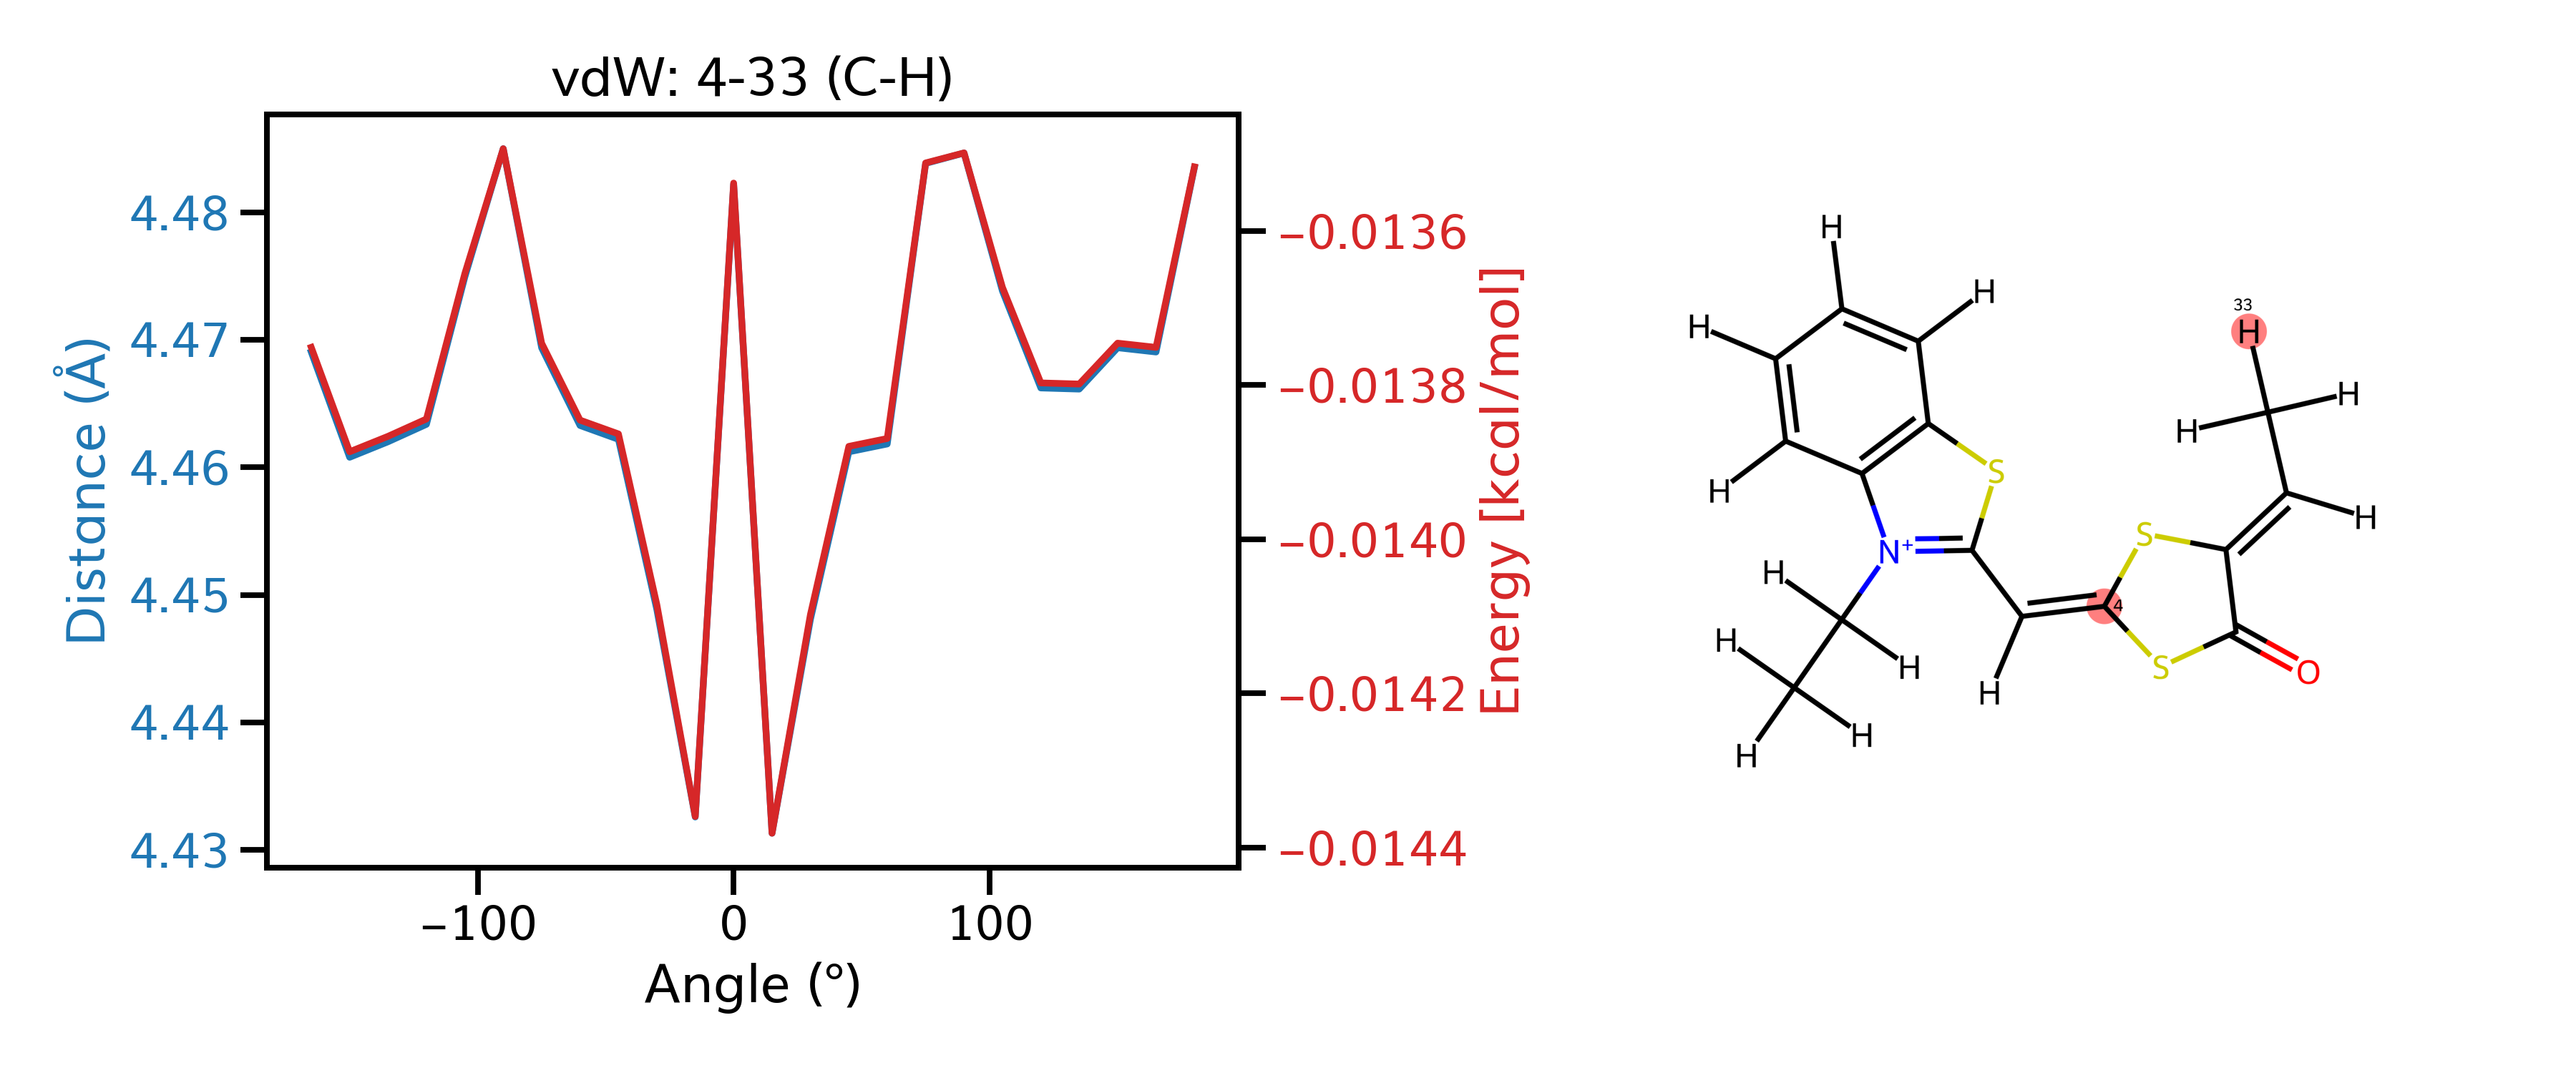 vdW: 4-33 (C-H)
Distance (Å)
4.48
4.47
4.46
4.45
4.44
4.43
−0.0136
−0.0138
−0.0140
−0.0142
−0.0144
Energy [kcal/mol]
−100 0 100
Angle (°)
H
H
H
33
H
H
H
S
H
H
S
N+
H
4
H
S
O
H
H
H
H
H